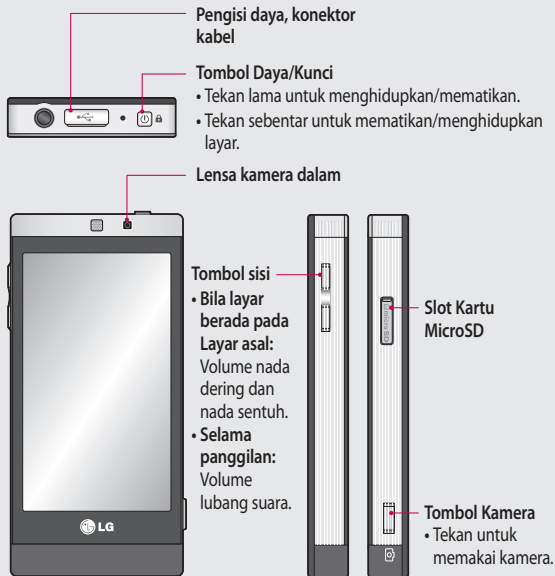 Pengisi daya, konektor
kabel
Tombol Daya/Kunci
• Tekan lama untuk menghidupkan/mematikan.
• Tekan sebentar untuk mematikan/menghidupkan
layar.
Lensa kamera dalam
Tombol sisi
• Bila layar
berada pada
Layar asal:
Volume nada
dering dan
nada sentuh.
• Selama
panggilan:
Volume
lubang suara.
LG
micro SD
Slot Kartu
MicroSD
Tombol Kamera
• Tekan untuk
memakai kamera.